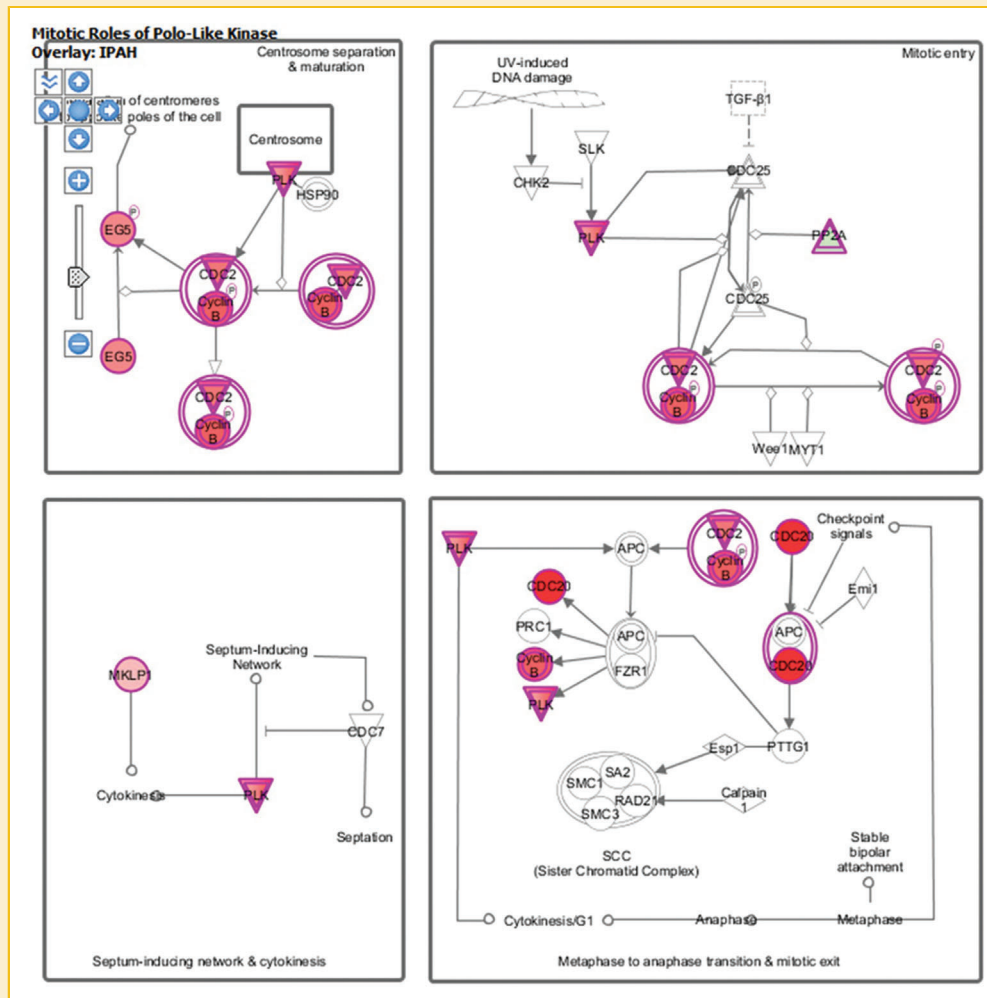 Mitotic Roles of Polo-Like Kinase
Overlay: IPAH
Centrosome separation
& maturation
of centromeres
poles of the cell
Centrosome
PLK
HSP90
P
EG5
CDC2
P
Cyclin
B
CDC2
Cyclin
B
P
EG5
CDC2
P
Cyclin
B
Mitotic entry
UV-induced
DNA damage
TGF-β1
SLK
CHK2
CDC25
PLK
PP2A
P
CDC25
P
CDC2
P
Cyclin
B
CDC2
P
Cyclin
B
Wee1
MYT1
Septum-Inducing
Network
MKLP1
CDC7
Cytokinesis
PLK
Septation
Septum-inducing network & cytokinesis
PLK
APC
CDC2
P
Cyclin
B
CDC20
Checkpoint
signals
CDC20
Emi1
PRC1
APC
APC
Cyclin
B
FZR1
CDC20
PLK
Esp1
PTTG1
SA2
SMC1
RAD21
Calpain
1
SMC3
SCC
(Sister Chromatid Complex)
Stable
bipolar
attachment
Cytokinesis/G1
Anaphase
Metaphase
Metaphase to anaphase transition & mitotic exit